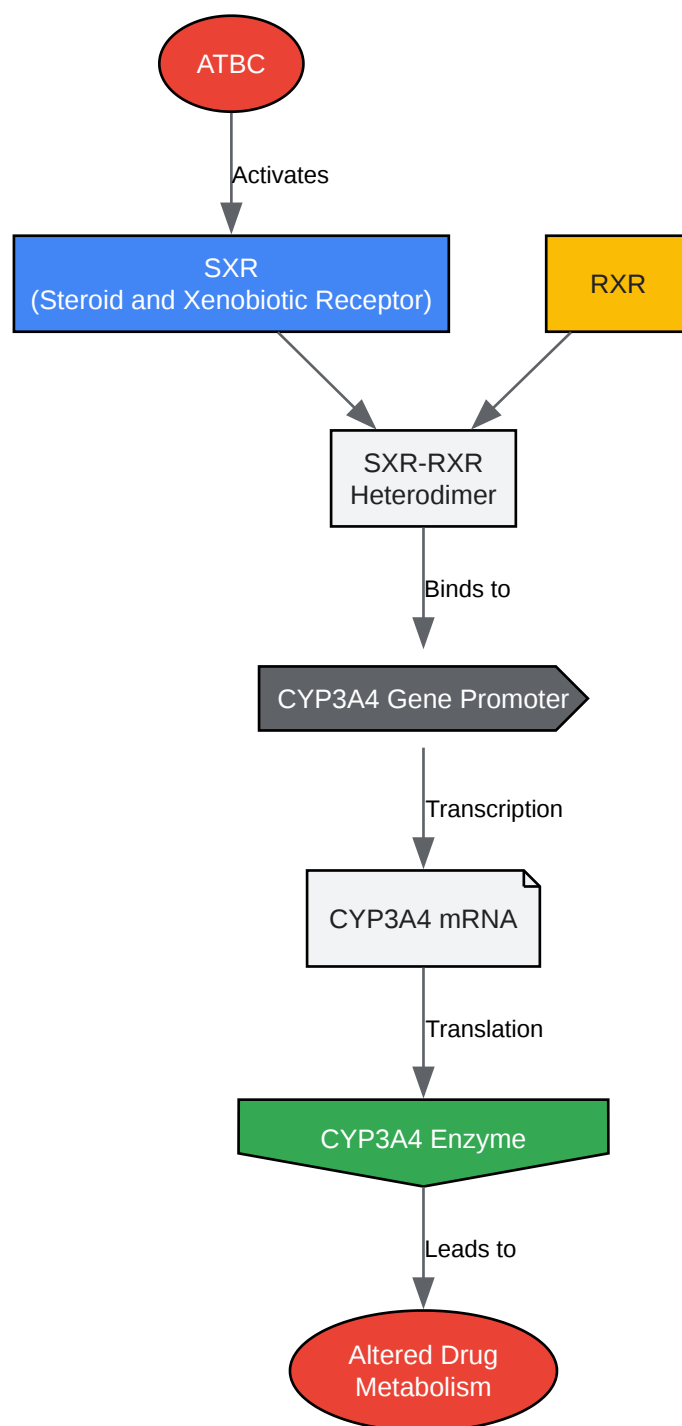 ATBC
Activates
SXR
(Steroid and Xenobiotic Receptor)
RXR
SXR-RXR
Heterodimer
Binds to
CYP3A4 Gene Promoter
Transcription
CYP3A4 mRNA
Translation
CYP3A4 Enzyme
Leads to
Altered Drug
Metabolism